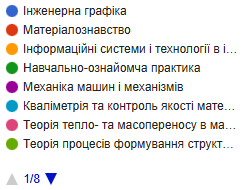 Інженерна графіка
Матеріалознавство
Інформаційні системи і технології в і...
Навчально-ознайомча практика
Механіка машин і механізмів
Кваліметрія та контроль якості мате...
Теорія тепло- та масопереносу в ма...
Теорія процесів формування структ...
1/8